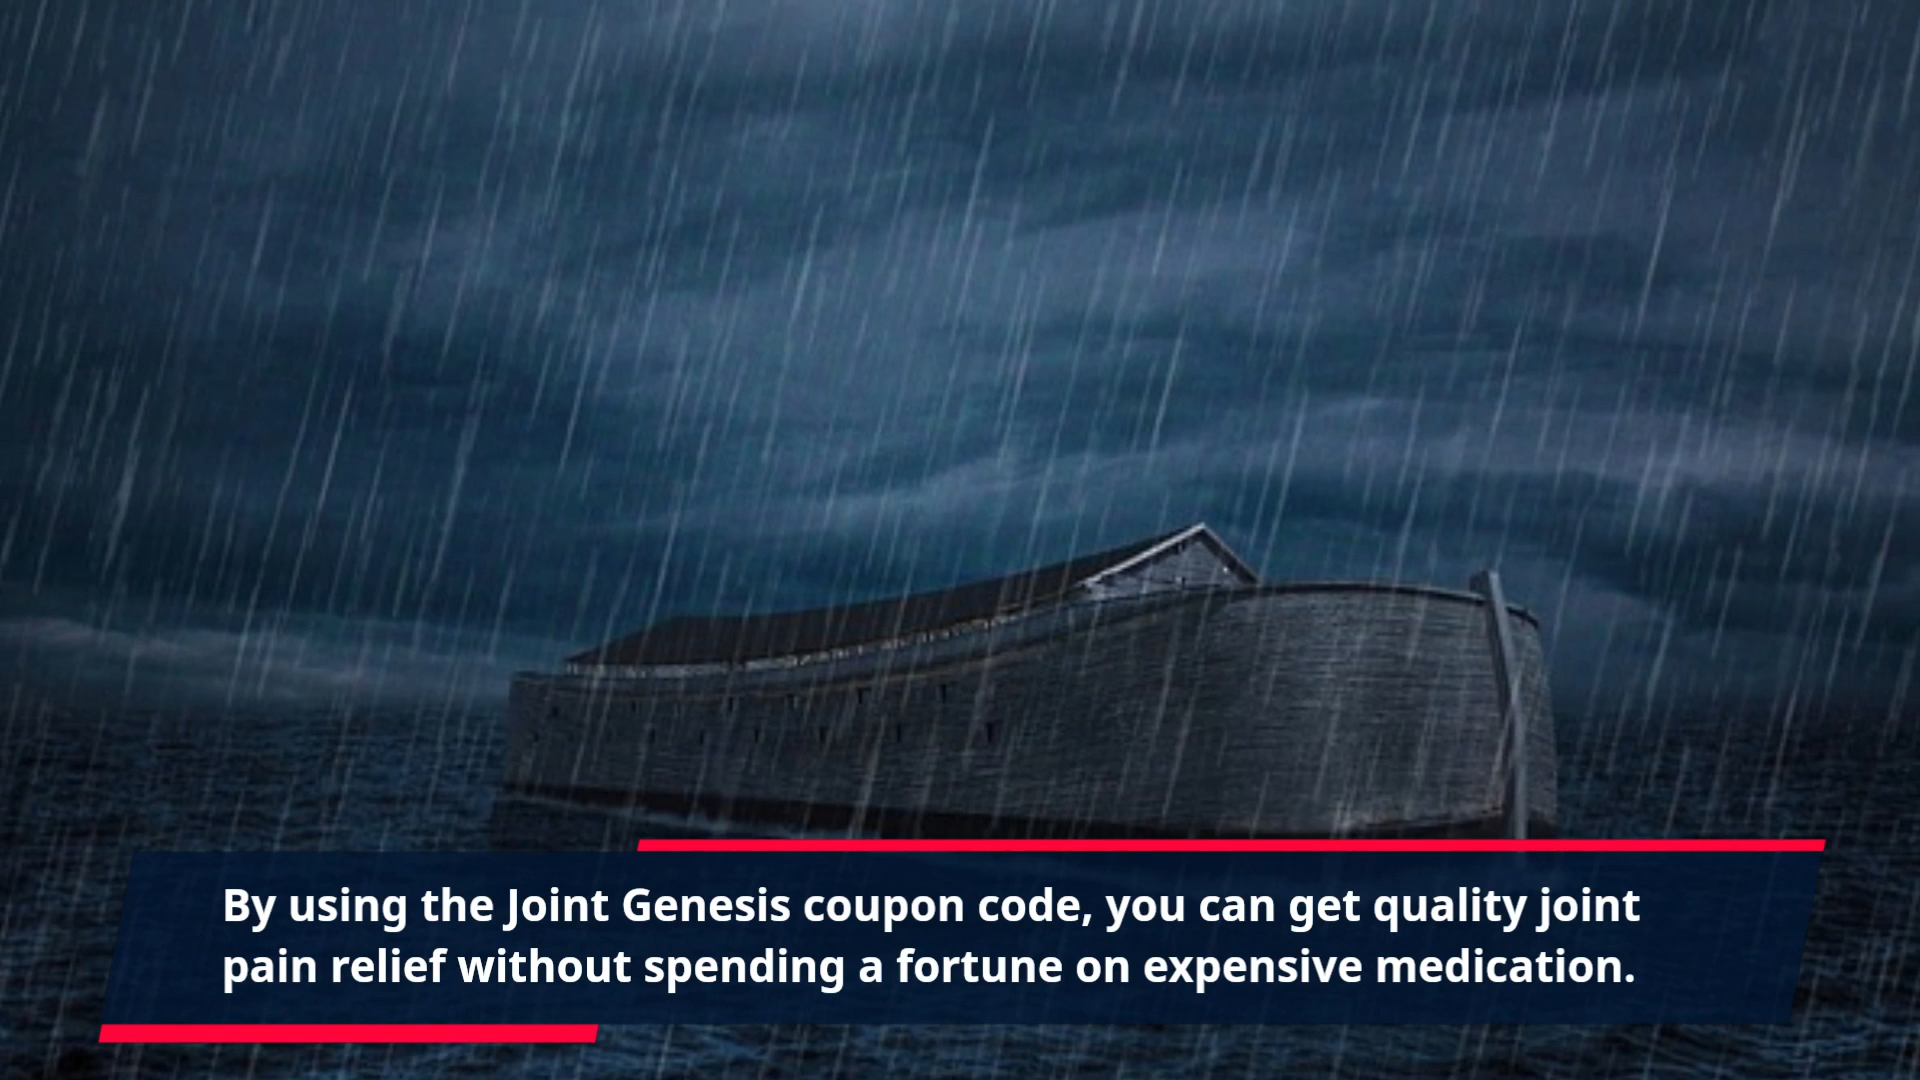 By using the Joint Genesis coupon code, you can get quality joint
pain relief without spending a fortune on expensive medication.